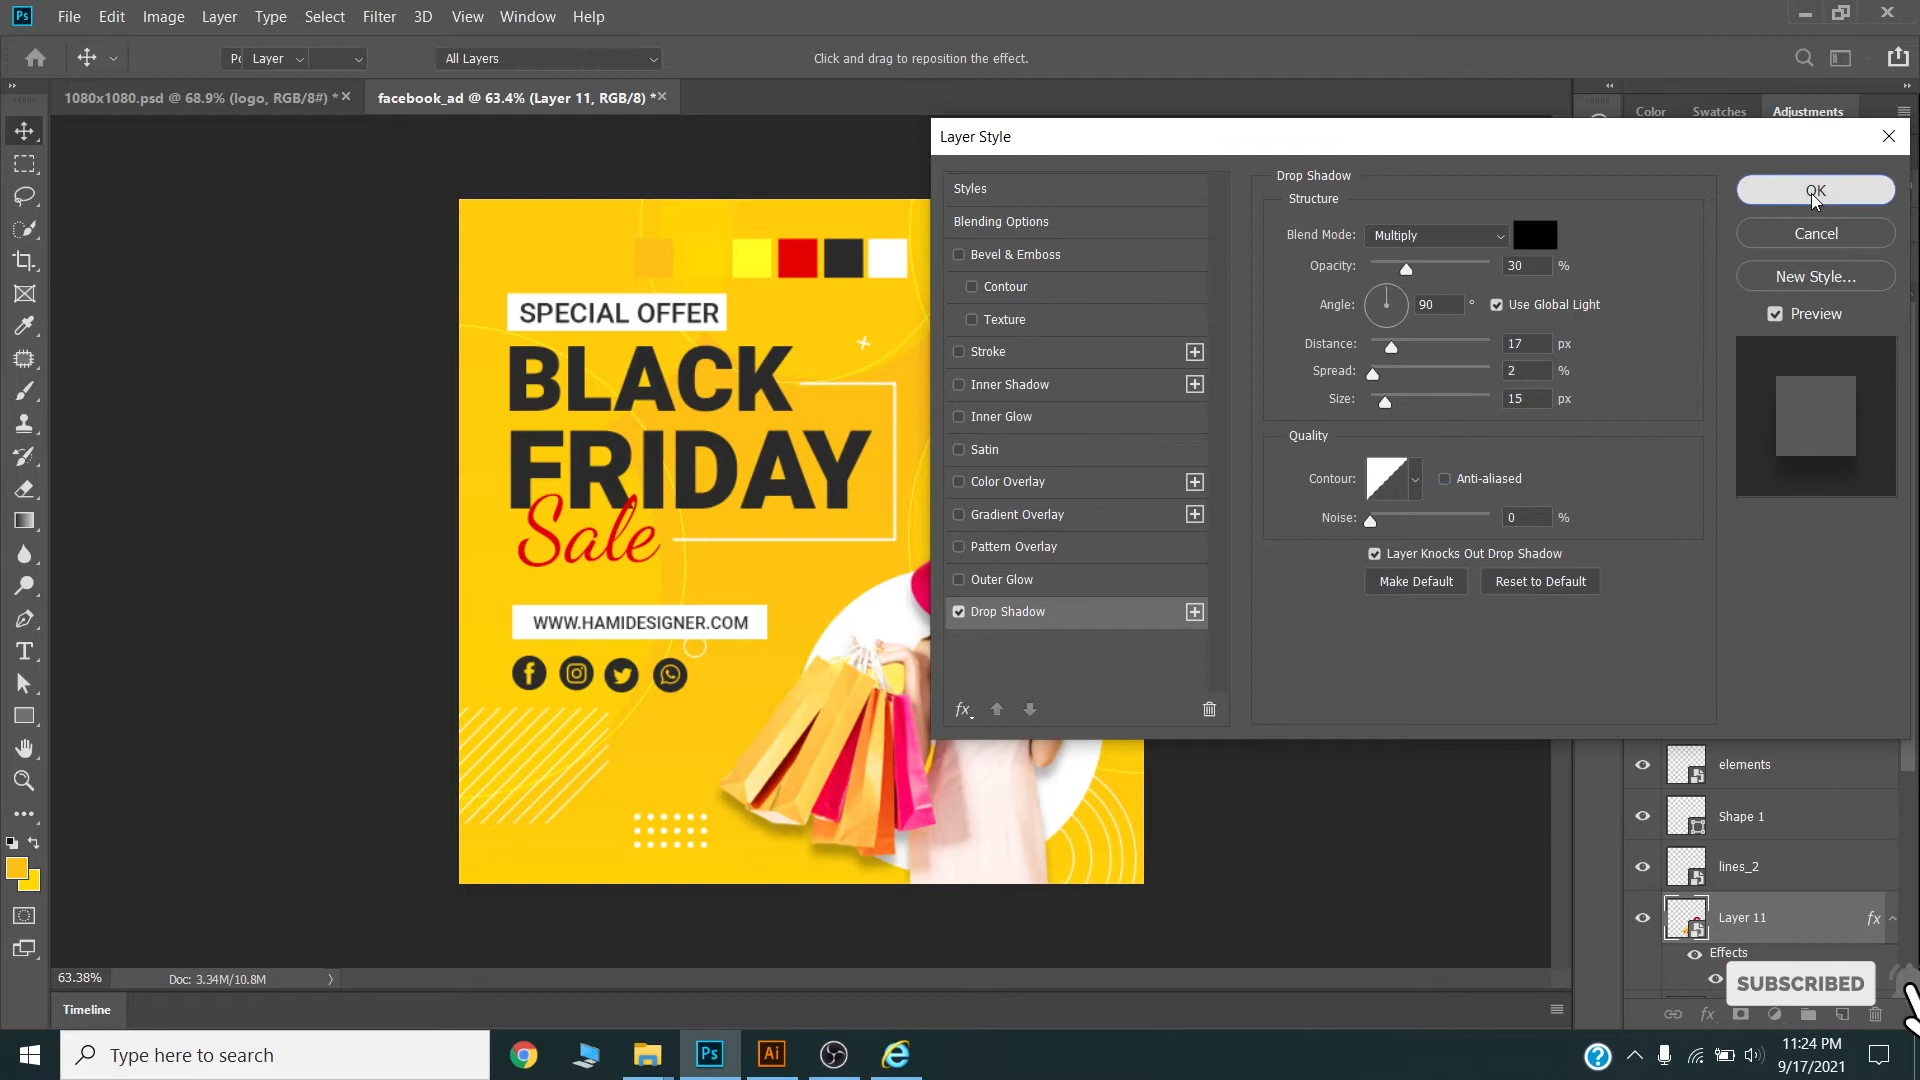 Ps File Edit Image Layer Type Select Filter 3D View Window Help
Layer All Layers Click and drag to reposition the effect.
1080x1080.psd @ 68.9% (logo, RGB/8#) *
facebook_ad @ 63.4% (Layer 11, RGB/8) *
Color Swatches Adjustments
Layer Style
Styles
Blending Options
Bevel & Emboss
Contour
Texture
Stroke
Inner Shadow
Inner Glow
Satin
Color Overlay
Gradient Overlay
Pattern Overlay
Outer Glow
Drop Shadow
fx
Drop Shadow
Structure
Blend Mode: Multiply
Opacity: 30 %
Angle: 90 ° Use Global Light
Distance: 17 px
Spread: 2 %
Size: 15 px
Quality
Contour: Anti-aliased
Noise: 0 %
Layer Knocks Out Drop Shadow
Make Default Reset to Default
OK
Cancel
New Style...
Preview
SPECIAL OFFER
BLACK
FRIDAY
Sale
WWW.HAMIDESIGNER.COM
elements
Shape 1
lines_2
Layer 11 fx
Effects
SUBSCRIBED
fx
63.38% Doc: 3.34M/10.8M
Timeline
Type here to search
Ps Ai
11:24 PM
9/17/2021